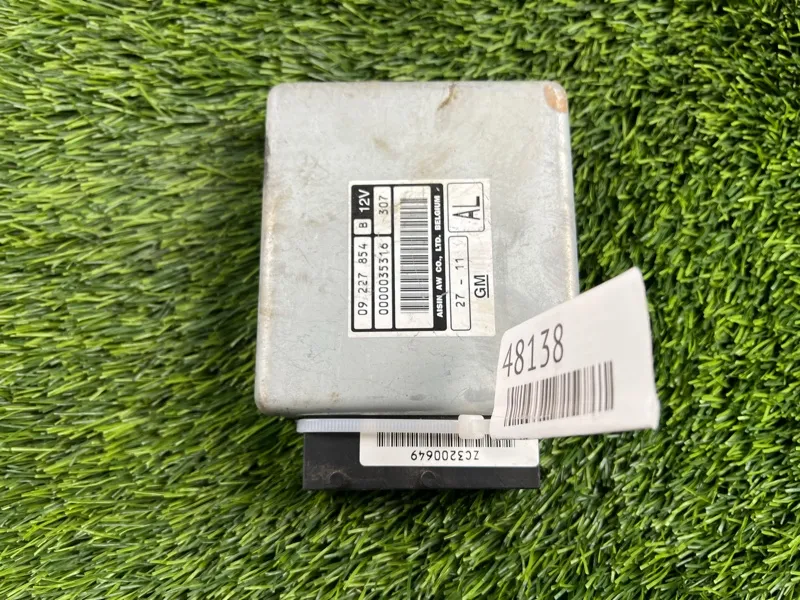 09 227 854 B 12V
0000035316 307
AISIN AW CO., LTD. BELGIUM
27 - 11 AL
GM
48138
ZC3200649